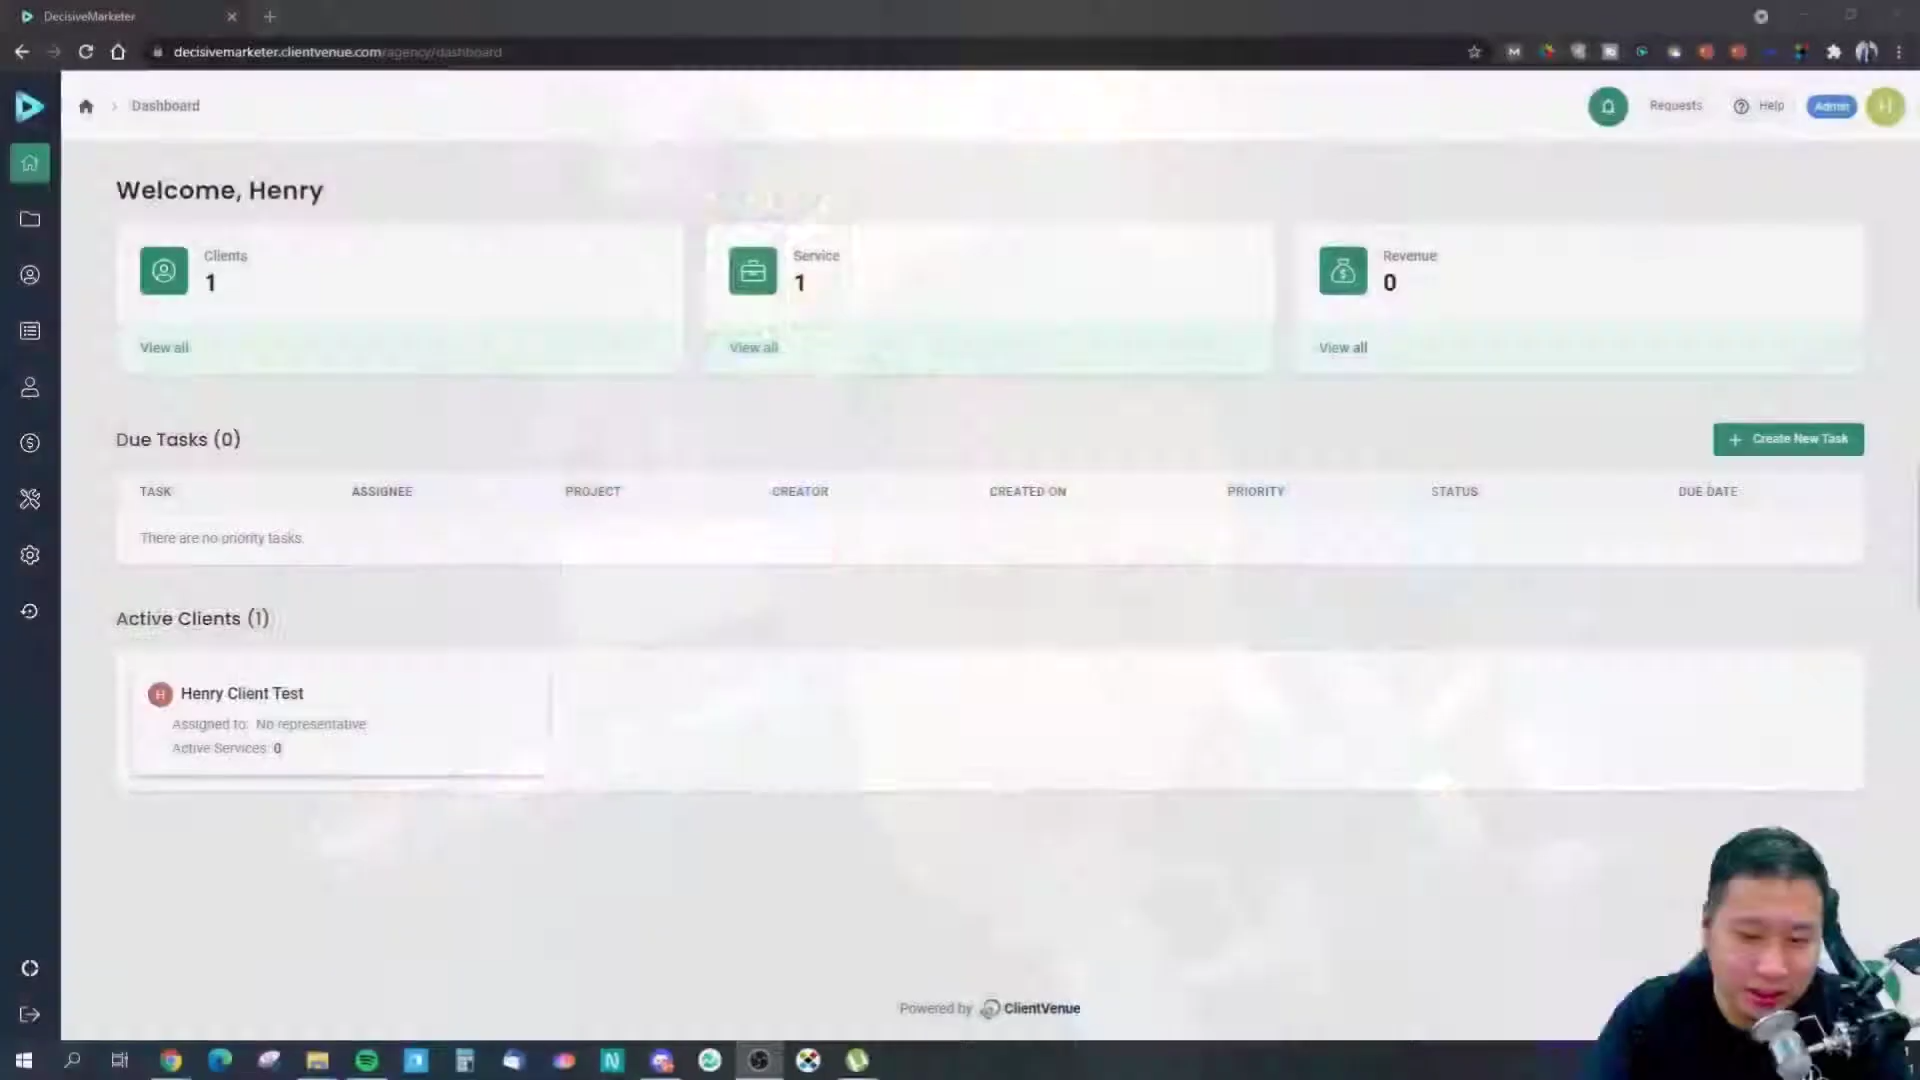 DecisiveMarketer
decisivemarketer.clientvenue.com/agency/dashboard
Dashboard
Requests
Help
Admin
H
Welcome, Henry
Clients
1
View all
Service
1
View all
Revenue
0
View all
Due Tasks (0)
+ Create New Task
TASK ASSIGNEE PROJECT CREATOR CREATED ON PRIORITY STATUS DUE DATE
There are no priority tasks.
Active Clients (1)
H Henry Client Test
Assigned to: No representative
Active Services: 0
Powered by ClientVenue